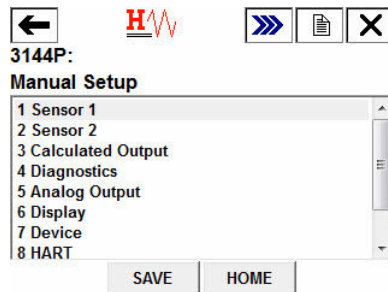 H
3144P:
Manual Setup
1 Sensor 1
2 Sensor 2
3 Calculated Output
4 Diagnostics
5 Analog Output
6 Display
7 Device
8 HART
SAVE HOME